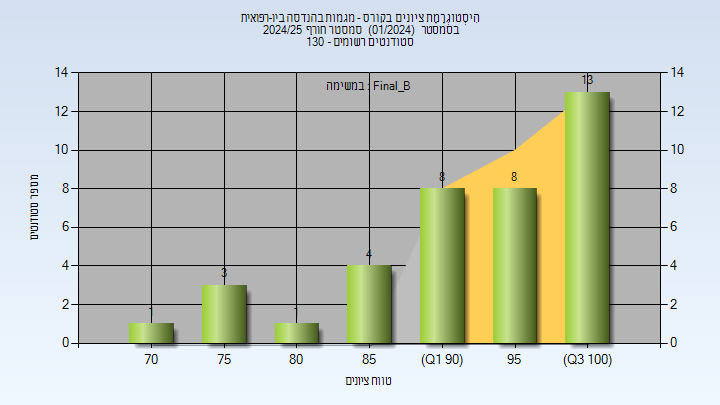 היסטוגרמת ציונים בקורס - מגמות בהנדסה ביו-רפואית
בסמסטר (01/2024) סמסטר חורף 2024/25
סטודנטים רשומים - 130
במשימה : Final_B
מספר סטודנטים
14 14
12 12
10 10
8 8
6 6
4 4
2 2
0 0
1 3 1 4 8 8 13
70 75 80 85 (Q1 90) 95 (Q3 100)
טווח ציונים